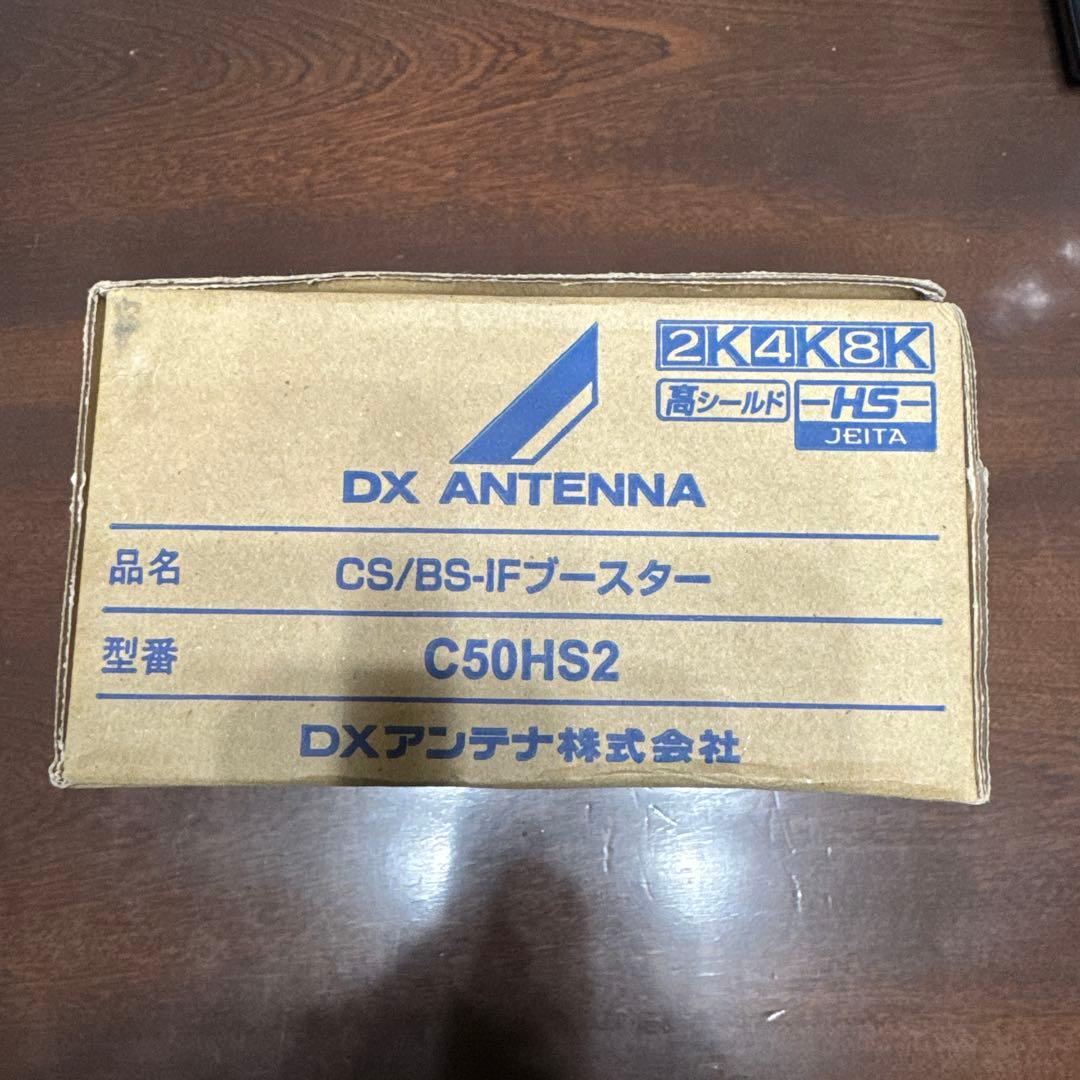 2K4K8K
高シールド
HS
JEITA
DX ANTENNA
品名 CS/BS-IFブースター
型番 C50HS2
DXアンテナ株式会社